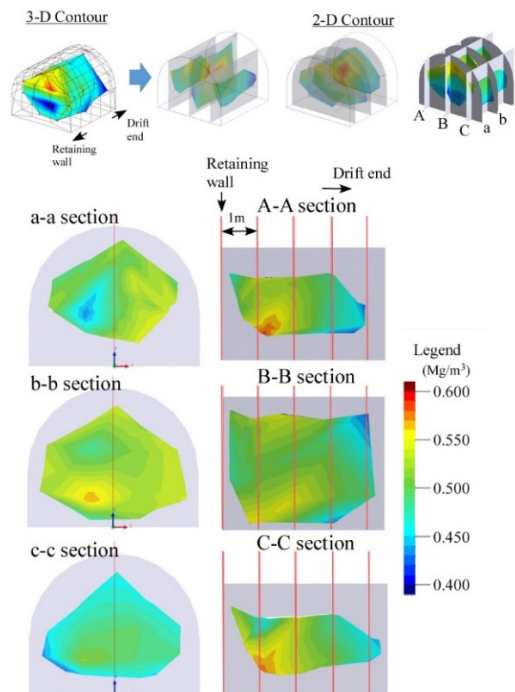 3-D Contour
2-D Contour
Drift
end
Retaining
wall
A
B
C
a
b
Retaining
wall
Drift end
1m
a-a section
A-A section
b-b section
B-B section
c-c section
C-C section
Legend
(Mg/m³)
0.600
0.550
0.500
0.450
0.400